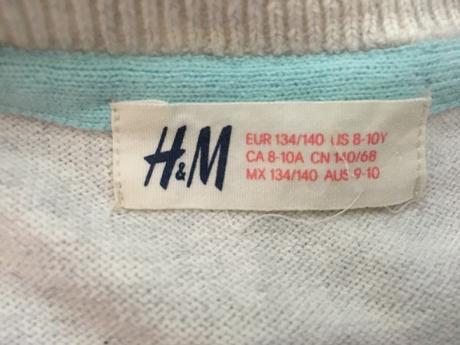 H&M
EUR 134/140 US 8-10Y
CA 8-10A CN 140/68
MX 134/140 AUS 9-10